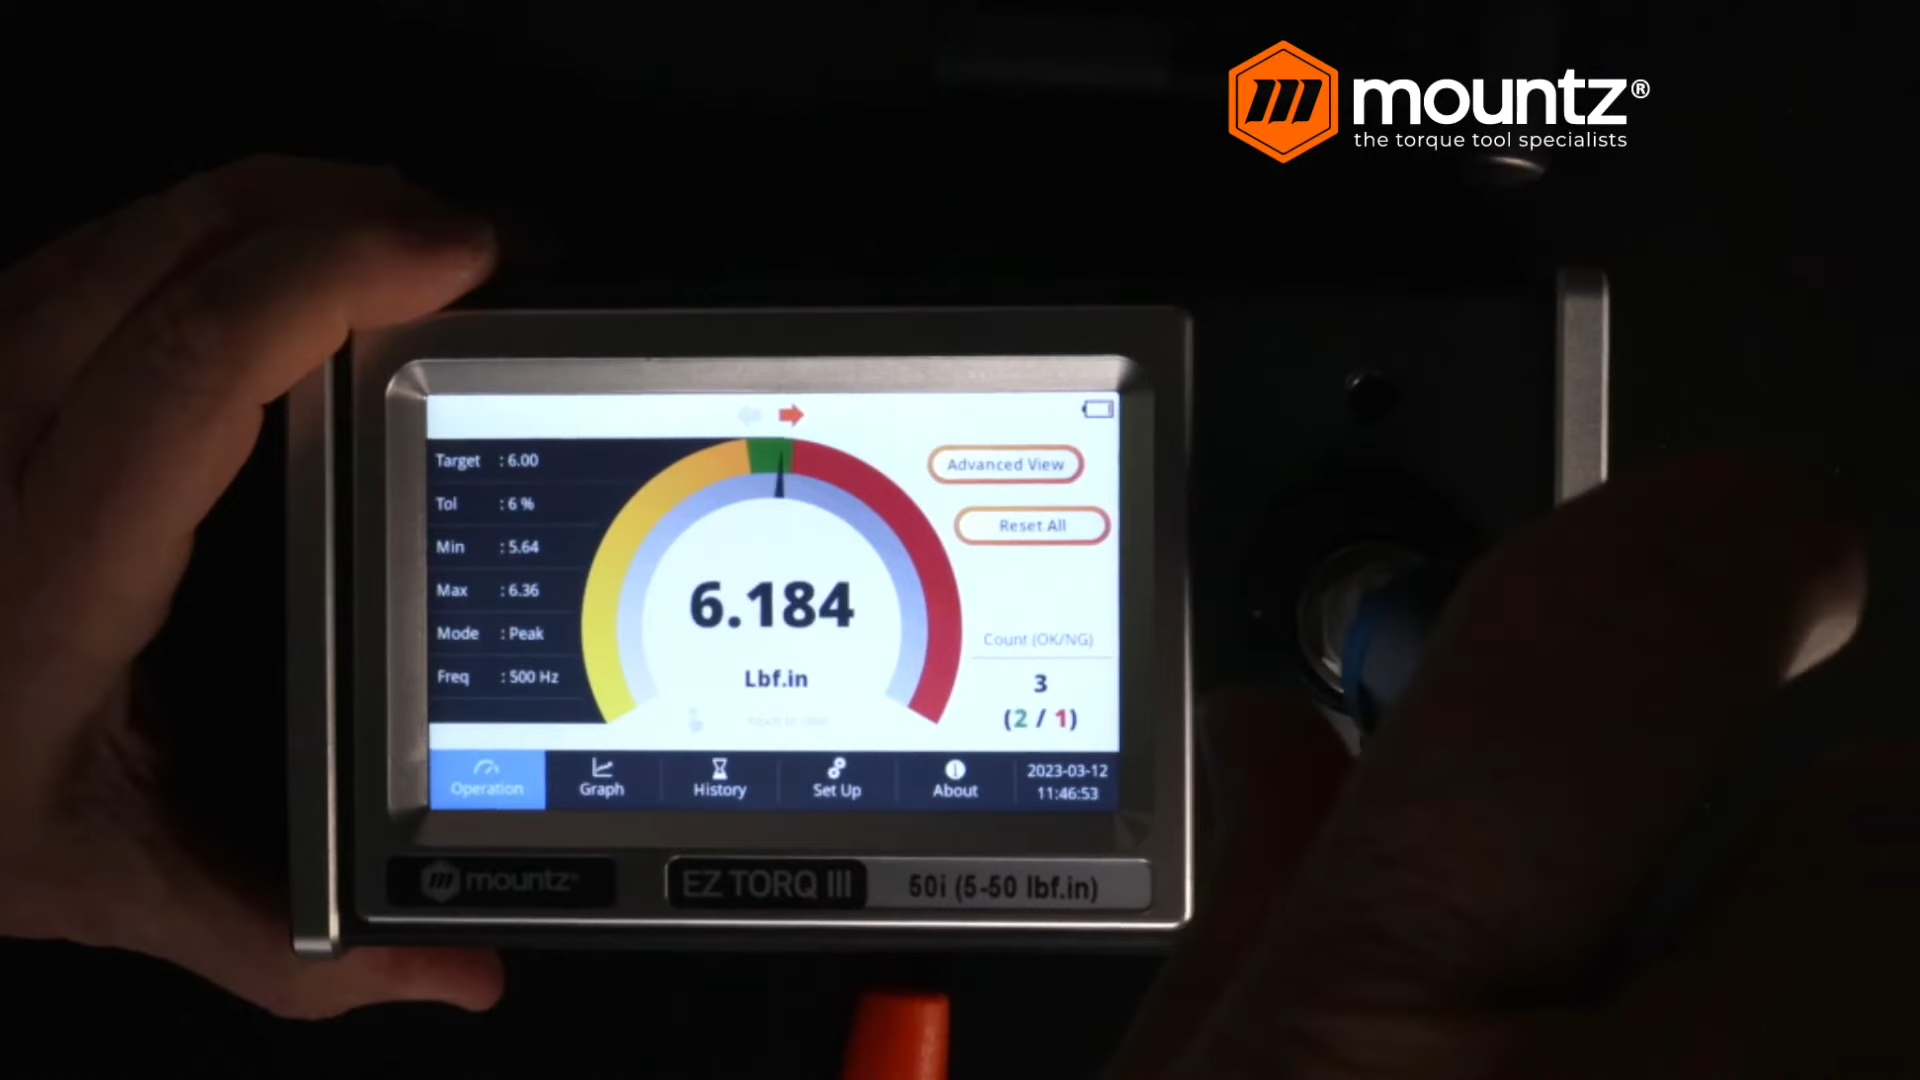 mountz®
the torque tool specialists
Target : 6.00
Tol : 6 %
Min : 5.64
Max : 6.36
Mode : Peak
Freq : 500 Hz
Advanced View
Reset All
6.184
Lbf.in
Count (OK/NG)
3
(2 / 1)
Operation
Graph
History
Set Up
About
2023-03-12
11:46:53
mountz
EZ TORQ III
50i (5-50 lbf.in)